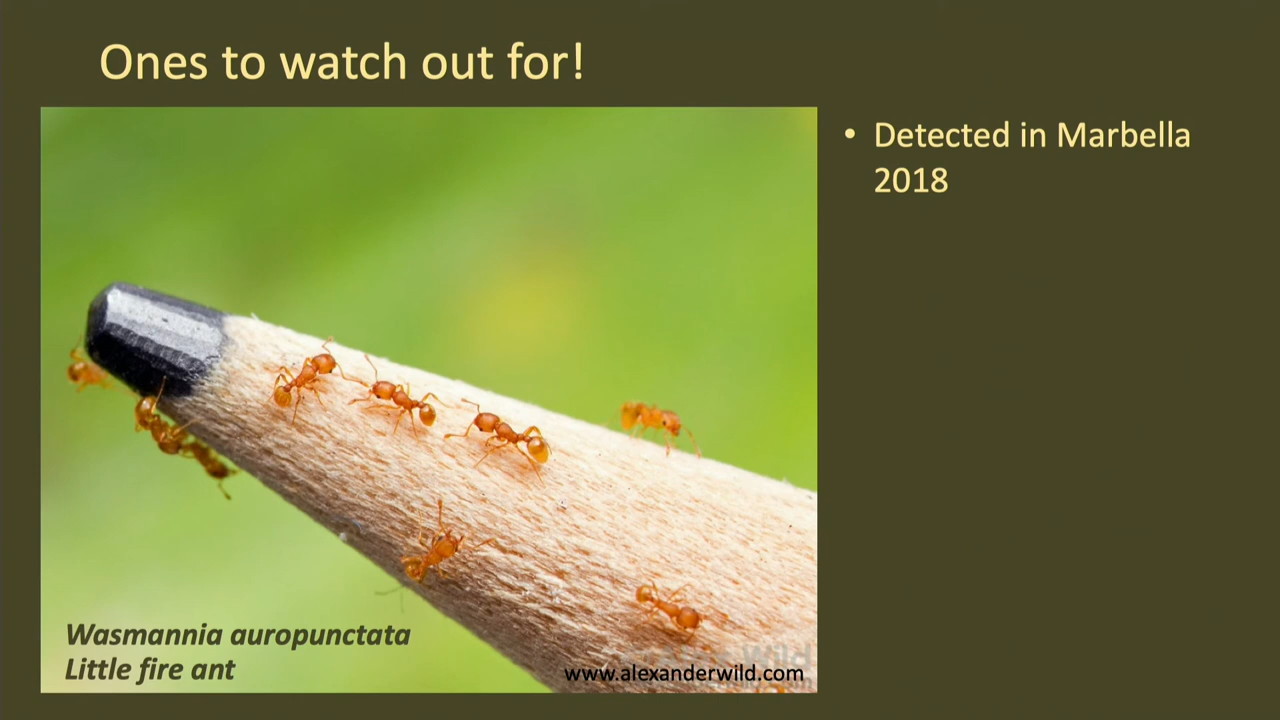 Ones to watch out for!
• Detected in Marbella
2018
Wasmannia auropunctata
Little fire ant
www.alexanderwild.com